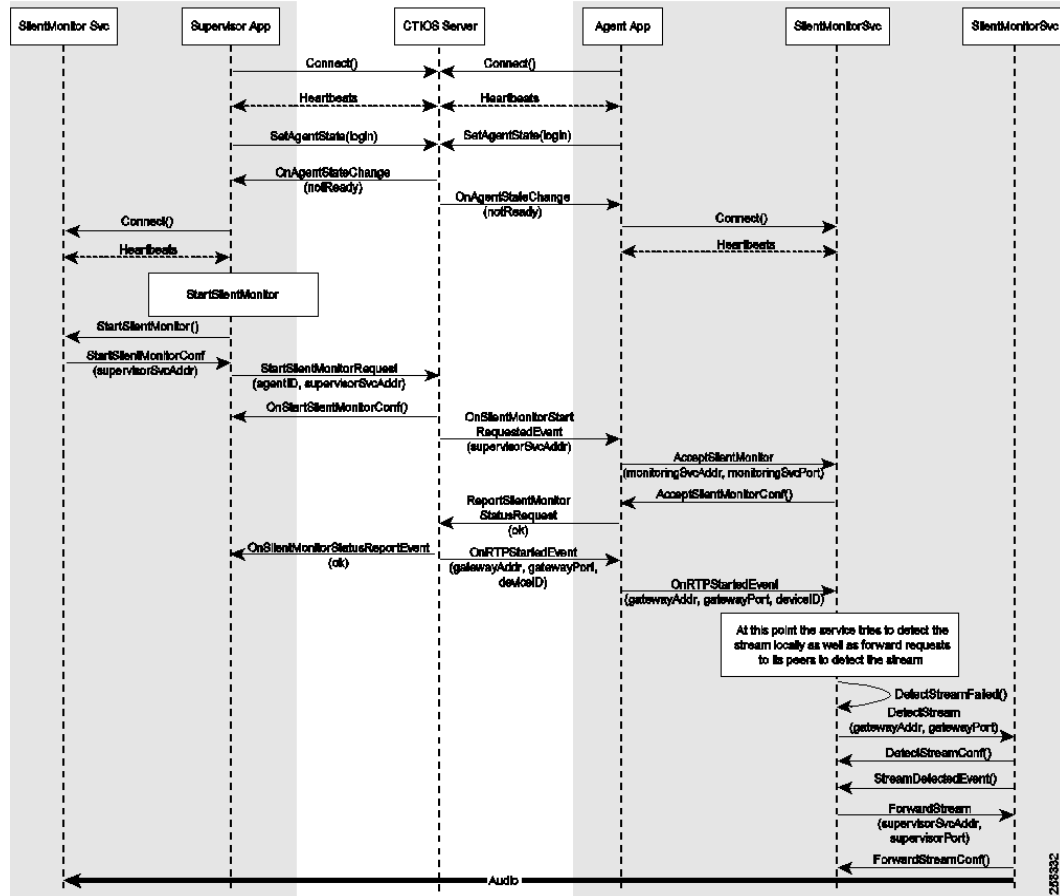 SilentMonitor Svc
Supervisor App
CTIOS Server
Agent App
SilentMonitorSvc
SilentMonitorSvc
Connect()
Connect()
Heartbeats
Heartbeats
SetAgentState(login)
SetAgentState(login)
OnAgentStateChange
(notReady)
OnAgentStateChange
(notReady)
Connect()
Connect()
Heartbeats
Heartbeats
StartSilentMonitor
StartSilentMonitor()
StartSilentMonitorConf
(supervisorSvcAddr)
StartSilentMonitorRequest
(agentID, supervisorSvcAddr)
OnStartSilentMonitorConf()
OnSilentMonitorStart
RequestedEvent
(supervisorSvcAddr)
AcceptSilentMonitor
(monitoringSvcAddr, monitoringSvcPort)
AcceptSilentMonitorConf()
ReportSilentMonitor
StatusRequest
(ok)
OnSilentMonitorStatusReportEvent
(ok)
OnRTPStartedEvent
(gatewayAddr, gatewayPort,
deviceID)
OnRTPStartedEvent
(gatewayAddr, gatewayPort, deviceID)
At this point the service tries to detect the
stream locally as well as forward requests
to its peers to detect the stream
DetectStreamFailed()
DetectStream
(gatewayAddr, gatewayPort)
DetectStreamConf()
StreamDetectedEvent()
ForwardStream
(supervisorSvcAddr,
supervisorPort)
ForwardStreamConf()
Audio